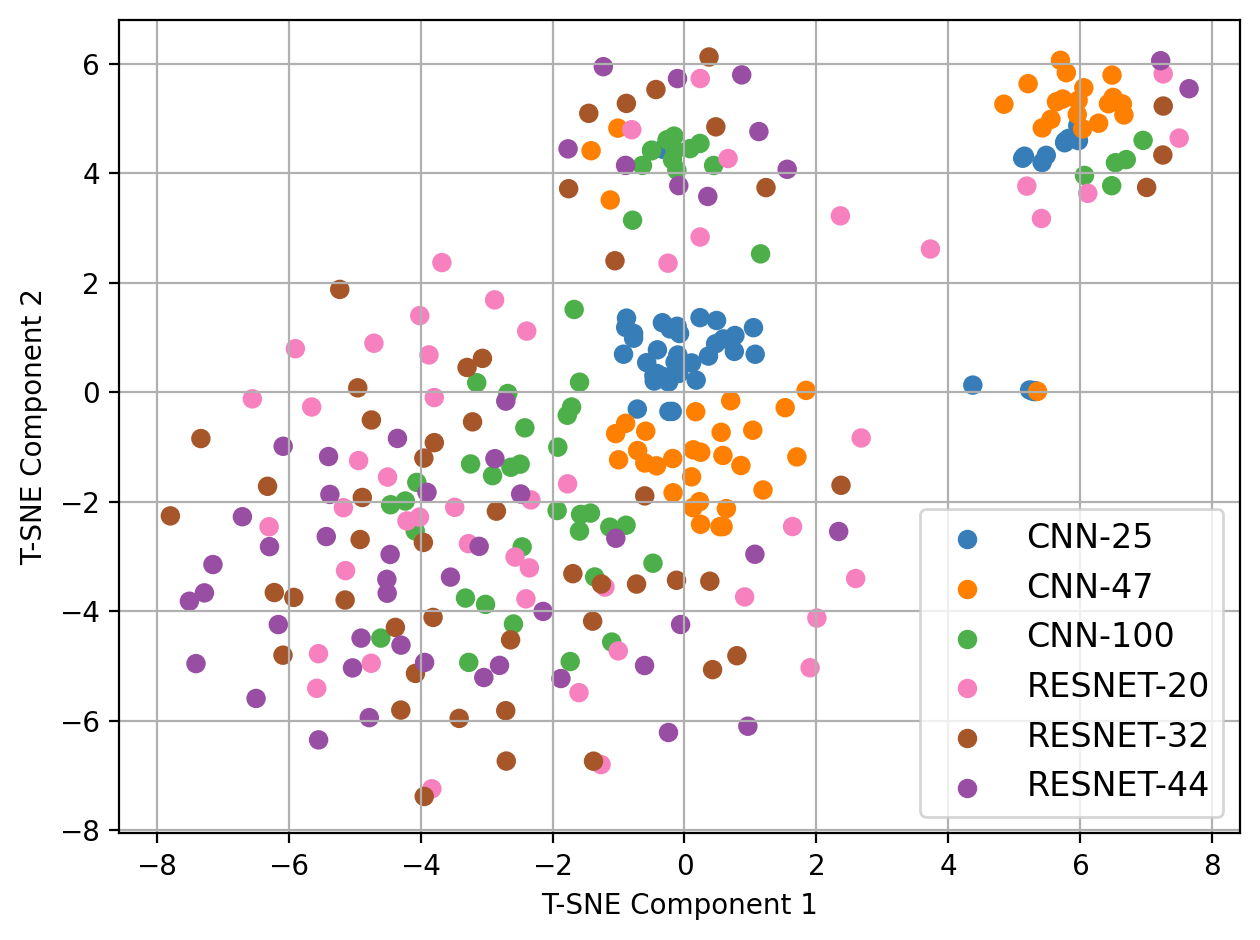 6
4
2
0
−2
−4
−6
−8
T-SNE Component 2
CNN-25
CNN-47
CNN-100
RESNET-20
RESNET-32
RESNET-44
−8 −6 −4 −2 0 2 4 6 8
T-SNE Component 1